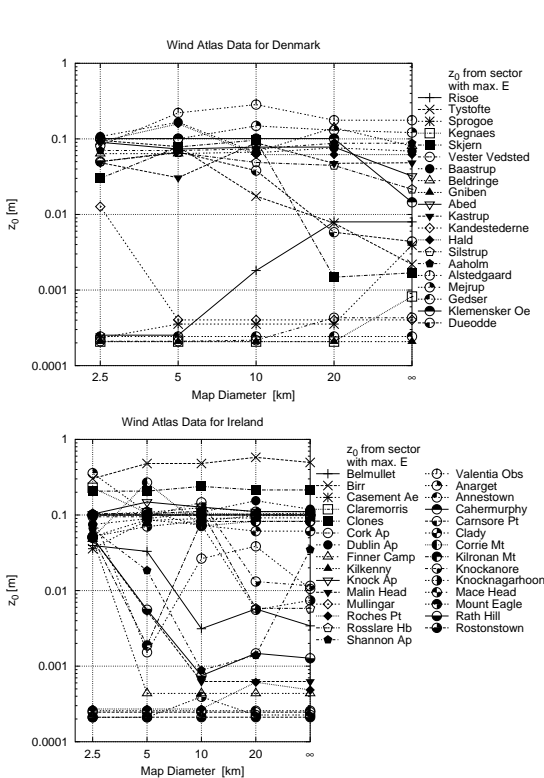 Wind Atlas Data for Denmark
1
0.1
0.01
0.001
0.0001
z0 [m]
2.5 5 10 20 ∞
Map Diameter [km]
z0 from sector
with max. E
Risoe
Tystofte
Sprogoe
Kegnaes
Skjern
Vester Vedsted
Baastrup
Beldringe
Gniben
Abed
Kastrup
Kandestederne
Hald
Silstrup
Aaholm
Alstedgaard
Mejrup
Gedser
Klemensker Oe
Dueodde
Wind Atlas Data for Ireland
1
0.1
0.01
0.001
0.0001
z0 [m]
2.5 5 10 20 ∞
Map Diameter [km]
z0 from sector
with max. E
Belmullet
Birr
Casement Ae
Claremorris
Clones
Cork Ap
Dublin Ap
Finner Camp
Kilkenny
Knock Ap
Malin Head
Mullingar
Roches Pt
Rosslare Hb
Shannon Ap
Valentia Obs
Anarget
Annestown
Cahermurphy
Carnsore Pt
Clady
Corrie Mt
Kilronan Mt
Knockanore
Knocknagarhoon
Mace Head
Mount Eagle
Rath Hill
Rostonstown